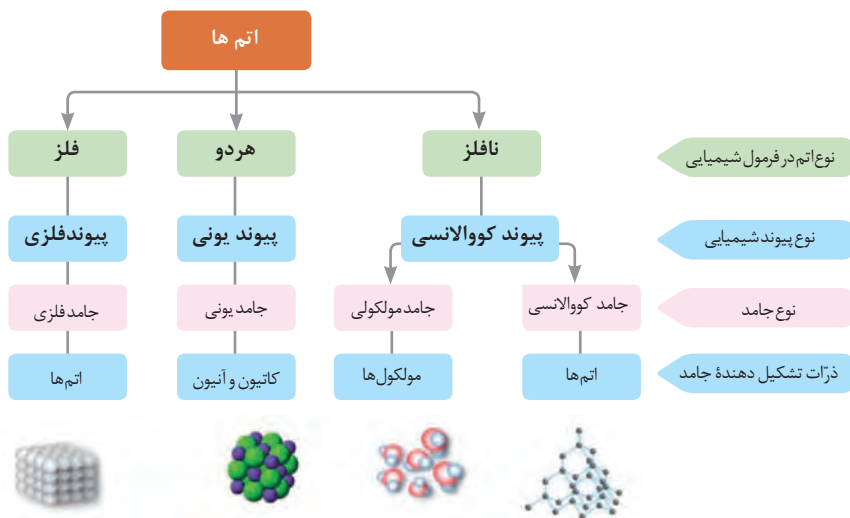 اتم ها
نوع اتم در فرمول شیمیایی
نافلز
هر دو
فلز
نوع پیوند شیمیایی
پیوند کووالانسی
پیوند یونی
پیوند فلزی
نوع جامد
جامد کووالانسی
جامد مولکولی
جامد یونی
جامد فلزی
ذرّات تشکیل دهندهٔ جامد
اتم‌ها
مولکول‌ها
کاتیون و آنیون
اتم‌ها